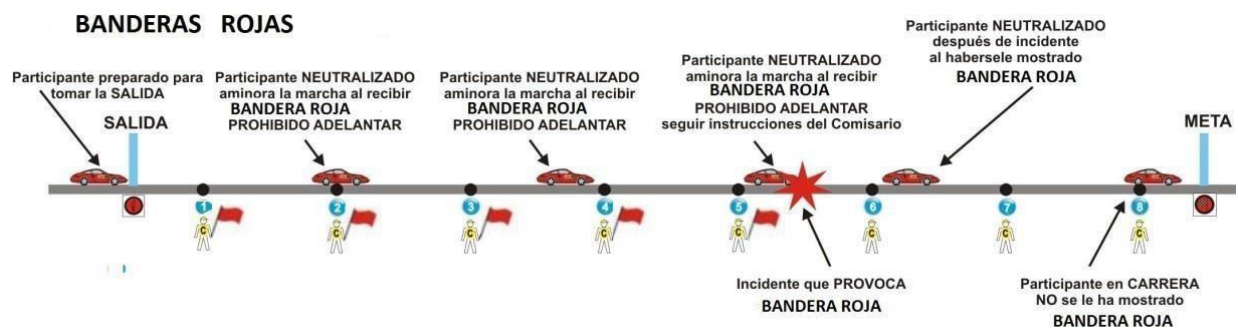 BANDERAS ROJAS
Participante preparado para
tomar la SALIDA
SALIDA
Participante NEUTRALIZADO
aminora la marcha al recibir
BANDERA ROJA
PROHIBIDO ADELANTAR
Participante NEUTRALIZADO
aminora la marcha al recibir
BANDERA ROJA
PROHIBIDO ADELANTAR
Participante NEUTRALIZADO
aminora la marcha al recibir
BANDERA ROJA
PROHIBIDO ADELANTAR
seguir instrucciones del Comisario
Participante NEUTRALIZADO
después de incidente
al habersele mostrado
BANDERA ROJA
META
1
2
3
4
5
6
7
8
C
C
C
C
C
C
C
C
Incidente que PROVOCA
BANDERA ROJA
Participante en CARRERA
NO se le ha mostrado
BANDERA ROJA